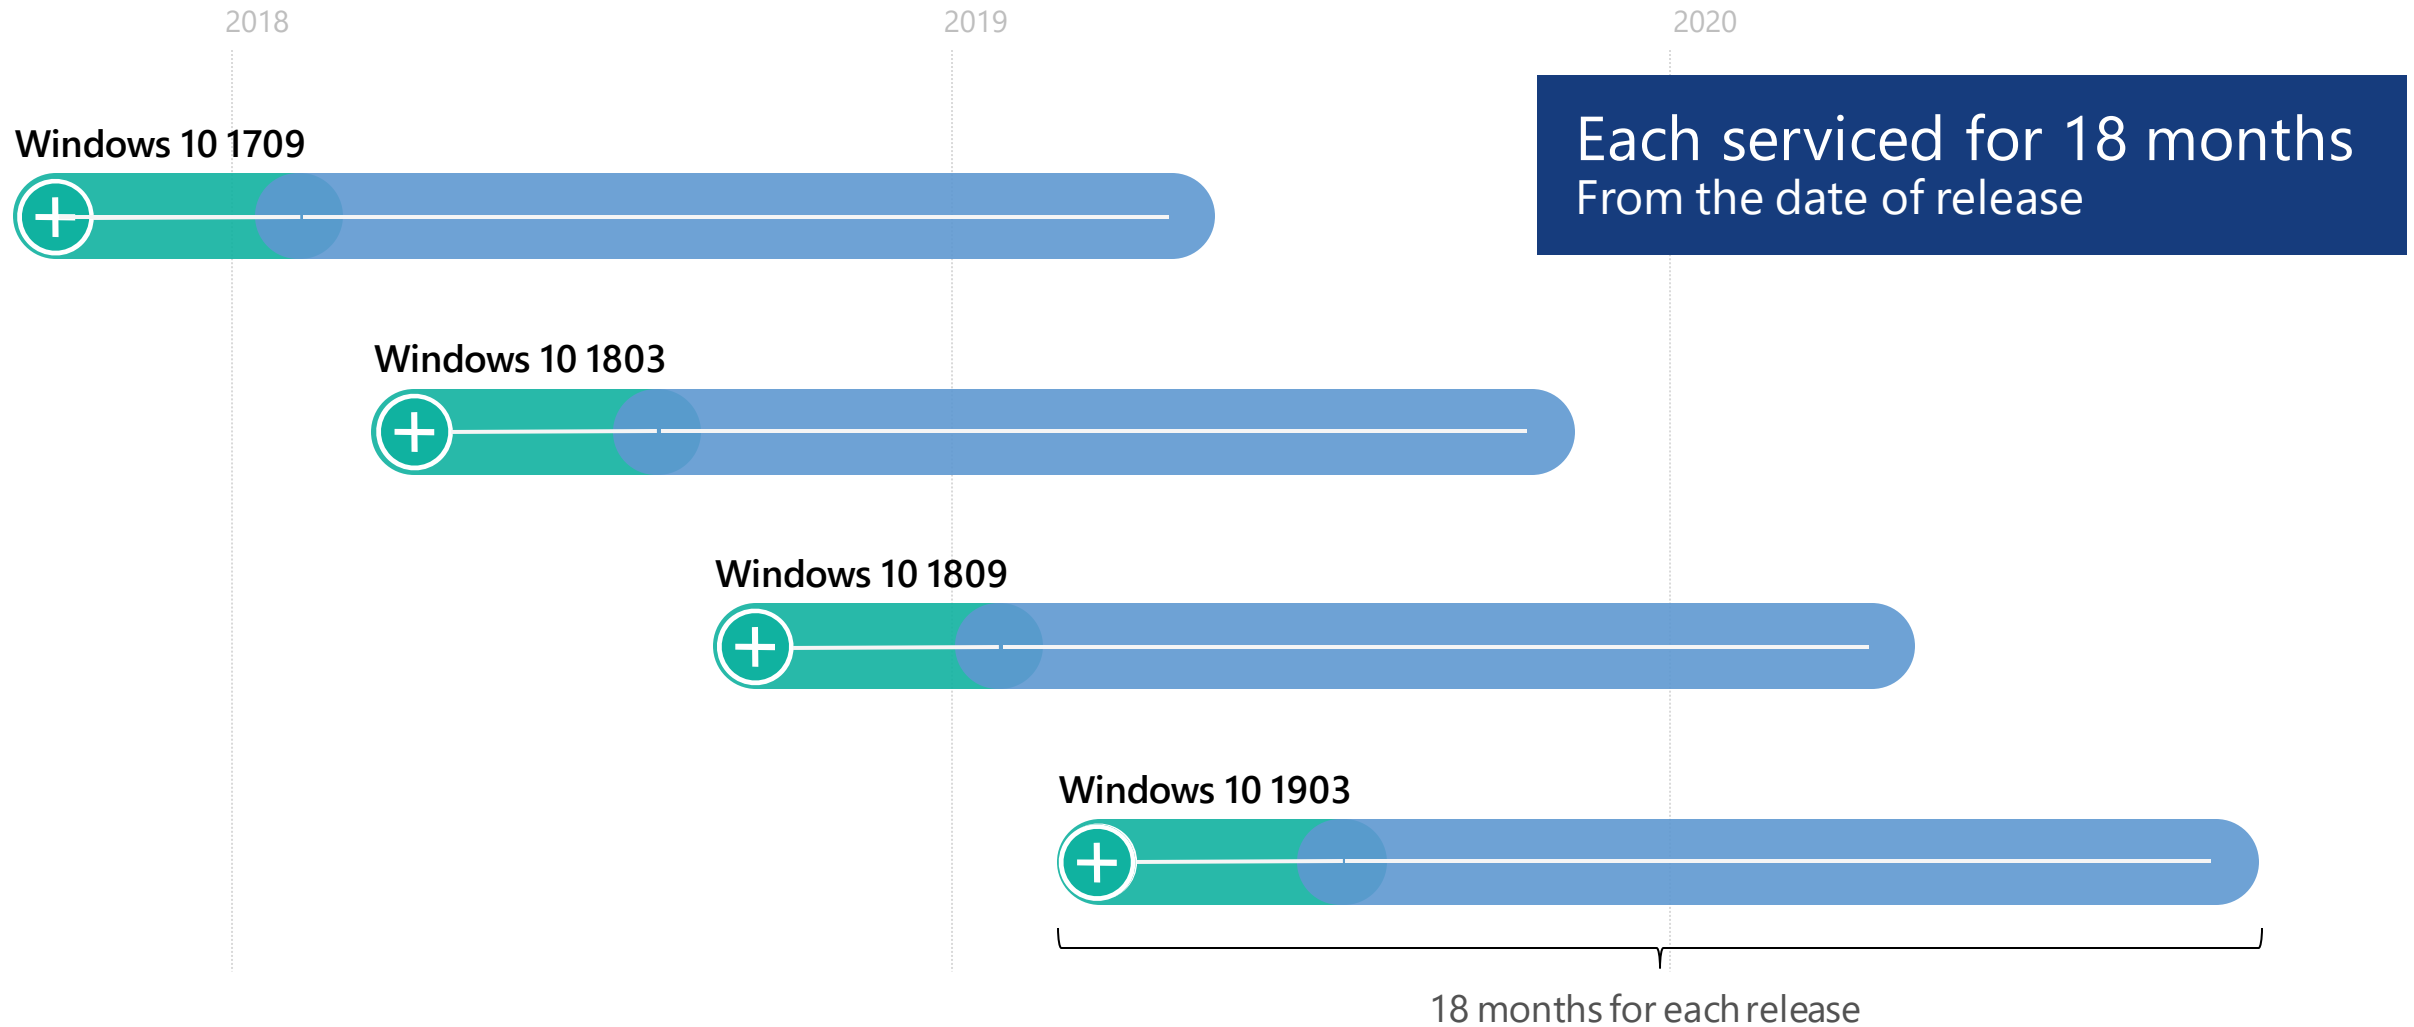 2018
2019
2020
Each serviced for 18 months
From the date of release
Windows 10 1709
Windows 10 1803
Windows 10 1809
Windows 10 1903
18 months for each release